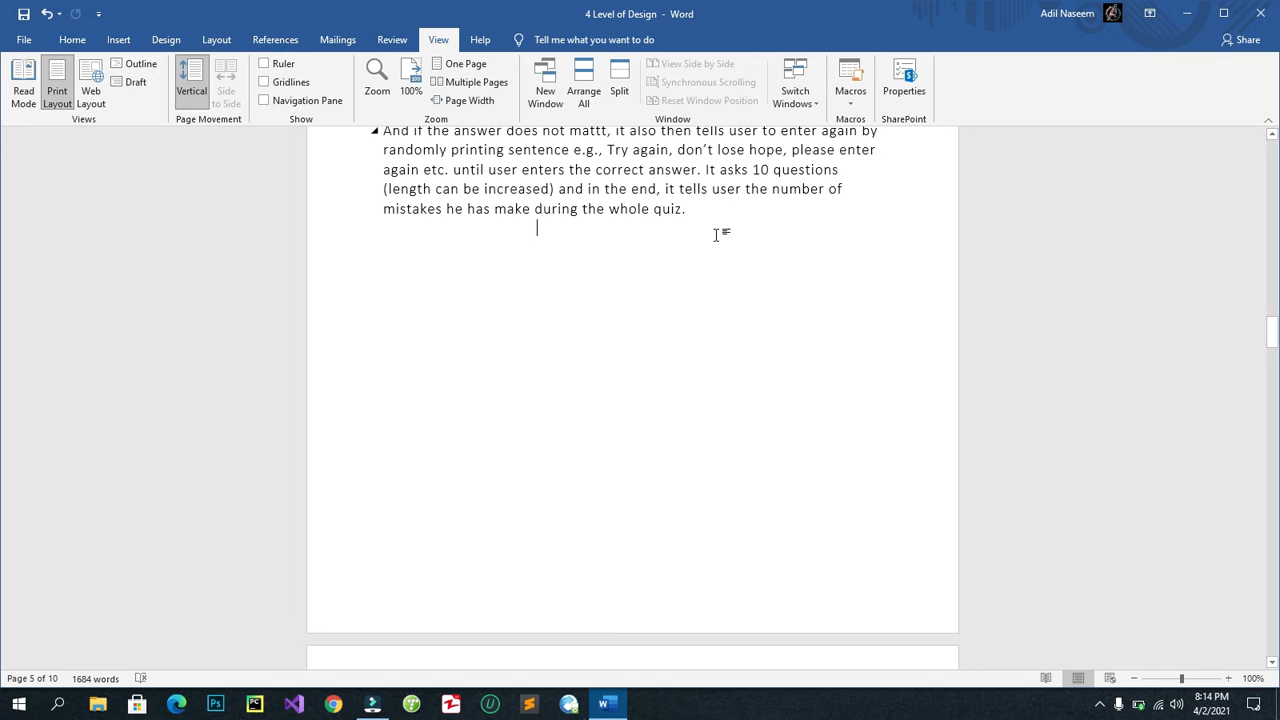 4 Level of Design - Word
Adil Naseem
File
Home
Insert
Design
Layout
References
Mailings
Review
View
Help
Tell me what you want to do
Share
Read Mode
Print Layout
Web Layout
Outline
Draft
Views
Vertical
Side to Side
Page Movement
Ruler
Gridlines
Navigation Pane
Show
Zoom
100%
One Page
Multiple Pages
Page Width
Zoom
New Window
Arrange All
Split
View Side by Side
Synchronous Scrolling
Reset Window Position
Window
Switch Windows
Macros
Macros
Properties
SharePoint
And if the answer does not mattt, it also then tells user to enter again by
randomly printing sentence e.g., Try again, don't lose hope, please enter
again etc. until user enters the correct answer. It asks 10 questions
(length can be increased) and in the end, it tells user the number of
mistakes he has make during the whole quiz.
Page 5 of 10
1684 words
100%
8:14 PM
4/2/2021